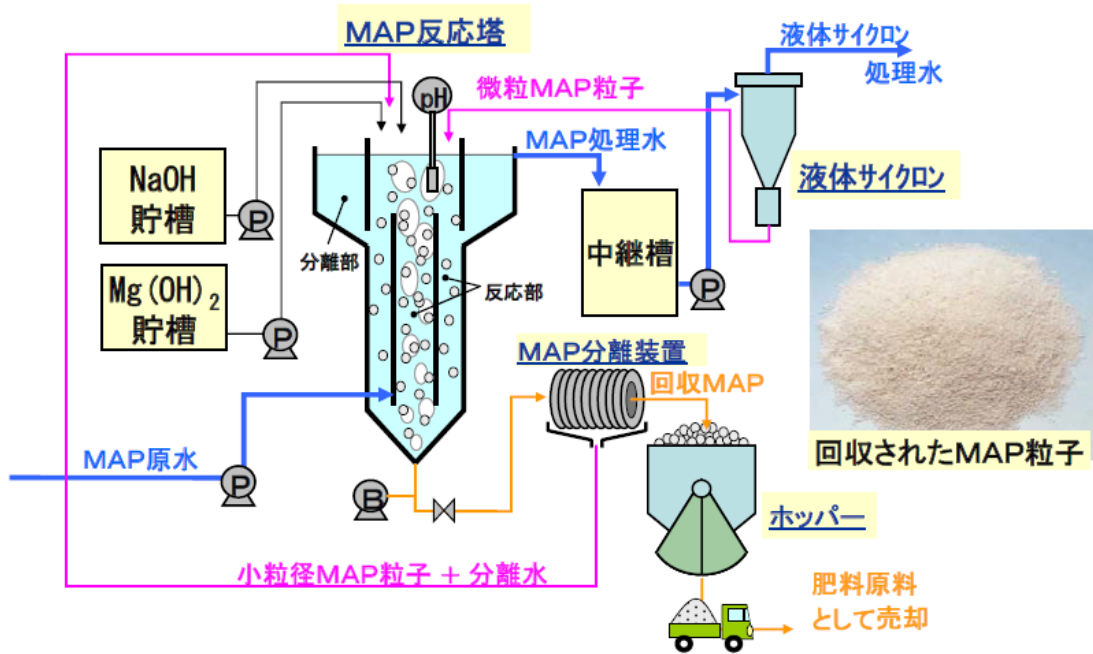 MAP反応塔
液体サイクロン
処理水
pH
微粒MAP粒子
MAP処理水
NaOH
貯槽
P
液体サイクロン
分離部
中継槽
反応部
Mg(OH)2
貯槽
P
P
MAP分離装置
回収MAP
MAP原水
P
回収されたMAP粒子
B
ホッパー
小粒径MAP粒子 + 分離水
肥料原料
として売却